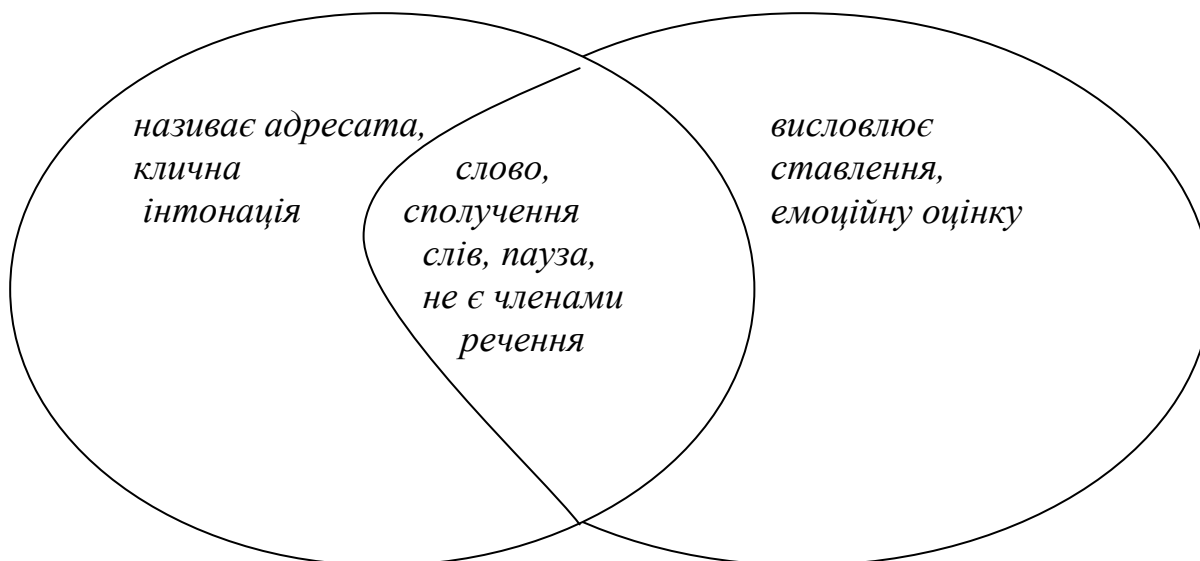 називає адресата,
клична
інтонація
слово,
сполучення
слів, пауза,
не є членами
речення
висловлює
ставлення,
емоційну оцінку